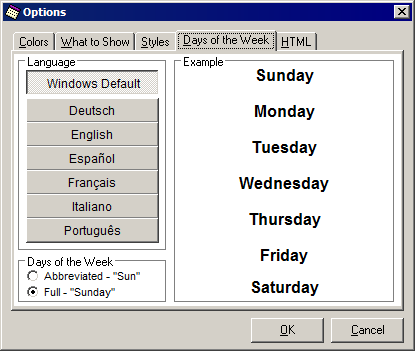 Options
Colors
What to Show
Styles
Days of the Week
HTML
Language
Windows Default
Deutsch
English
Español
Français
Italiano
Português
Days of the Week
Abbreviated - "Sun"
Full - "Sunday"
Example
Sunday
Monday
Tuesday
Wednesday
Thursday
Friday
Saturday
OK
Cancel